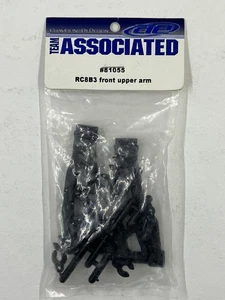 TEAM
ASSOCIATED
#81055
RC8B3 front upper arm